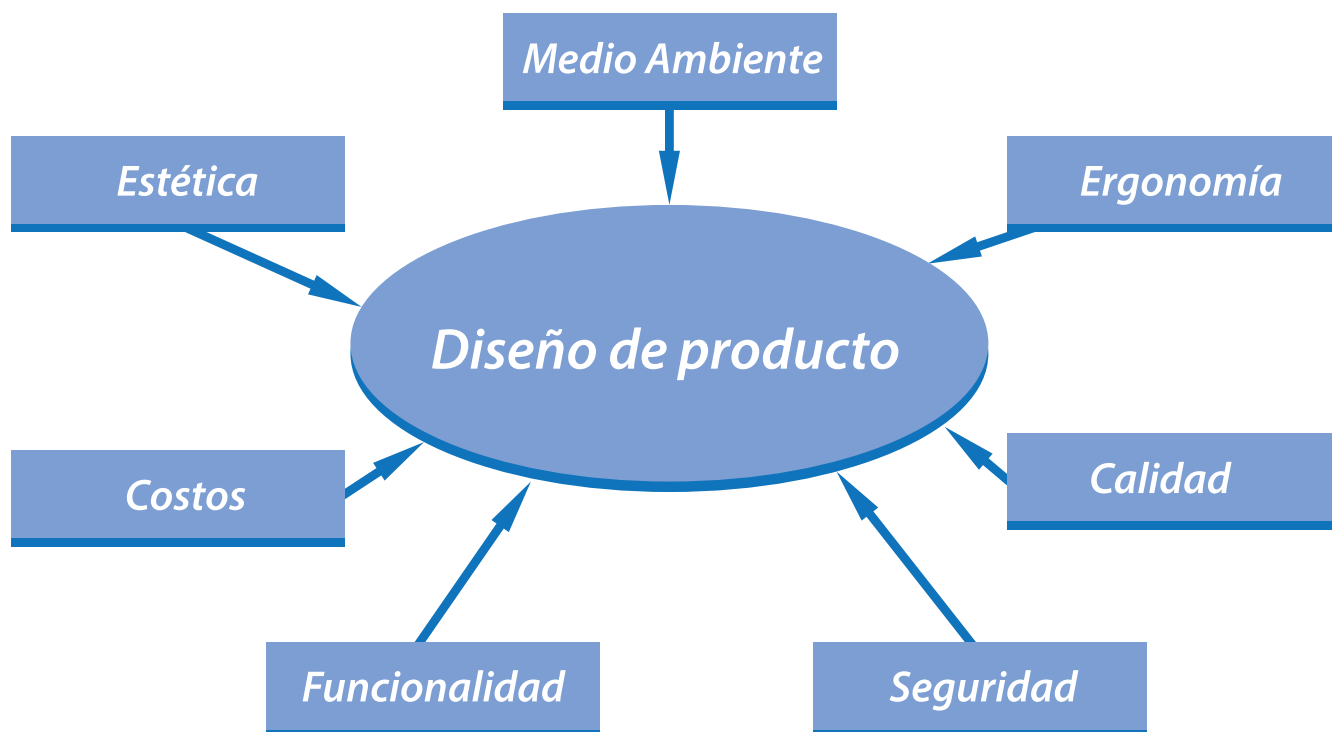 Medio Ambiente
Estética
Ergonomía
Diseño de producto
Costos
Calidad
Funcionalidad
Seguridad